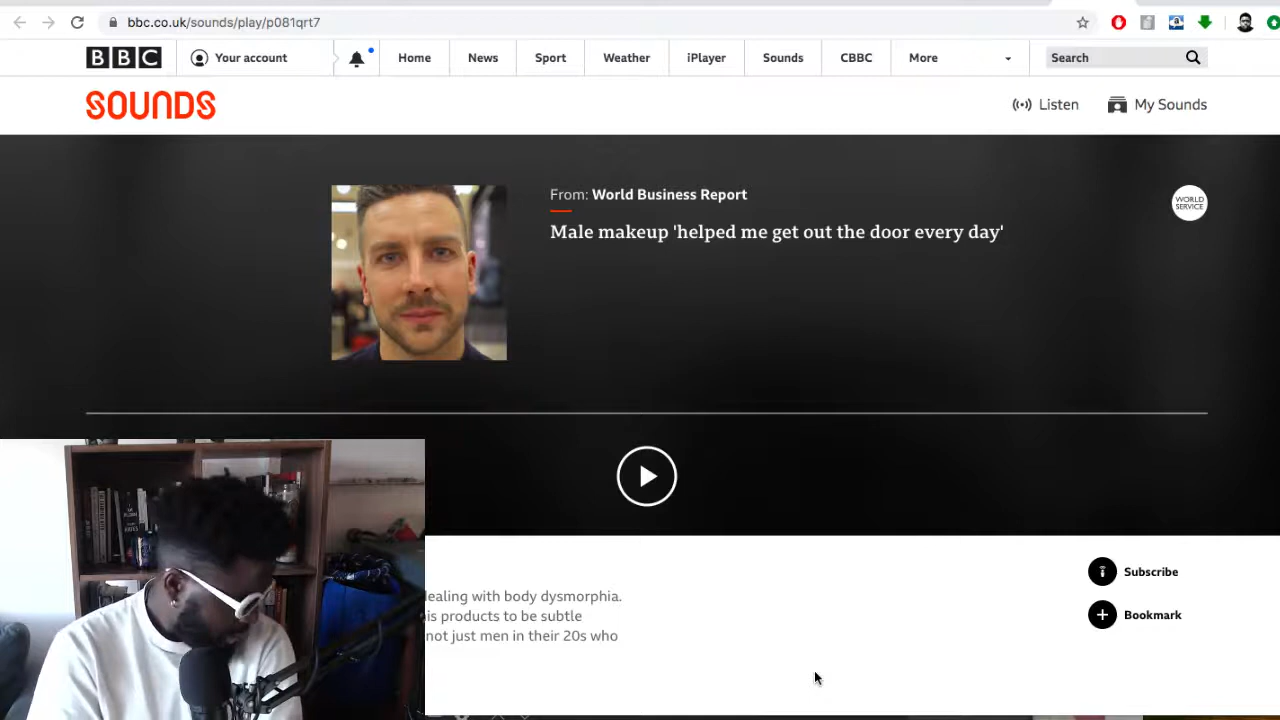 bbc.co.uk/sounds/play/p081qrt7
BBC
Your account
Home
News
Sport
Weather
iPlayer
Sounds
CBBC
More
Search
SOUNDS
Listen
My Sounds
From: World Business Report
WORLD SERVICE
Male makeup 'helped me get out the door every day'
Subscribe
dealing with body dysmorphia.
is products to be subtle
Bookmark
not just men in their 20s who